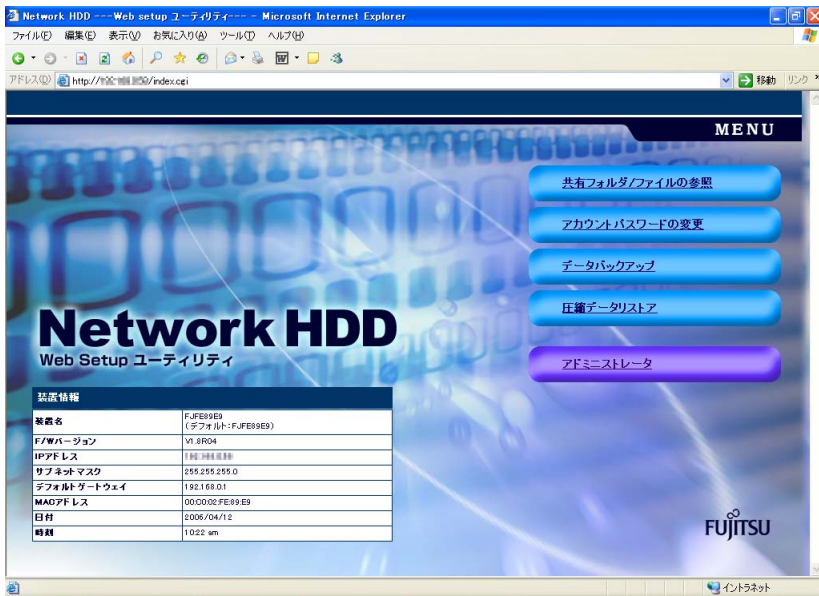 Network HDD ---Web setup ユーティリティ--- - Microsoft Internet Explorer
ファイル(F) 編集(E) 表示(V) お気に入り(A) ツール(T) ヘルプ(H)
アドレス(D) http:// /index.cgi 移動 リンク »
MENU
共有フォルダ/ファイルの参照
アカウントパスワードの変更
データバックアップ
圧縮データリストア
アドミニストレータ
Network HDD
Web Setup ユーティリティ
装置情報
装置名 FJFE89E9
(デフォルト:FJFE89E9)
F/Wバージョン V1.8R04
IPアドレス
サブネットマスク 255.255.255.0
デフォルトゲートウェイ 192.168.0.1
MACアドレス 00:C0:02:FE:89:E9
日付 2006/04/12
時刻 10:22 am
FUJITSU
イントラネット